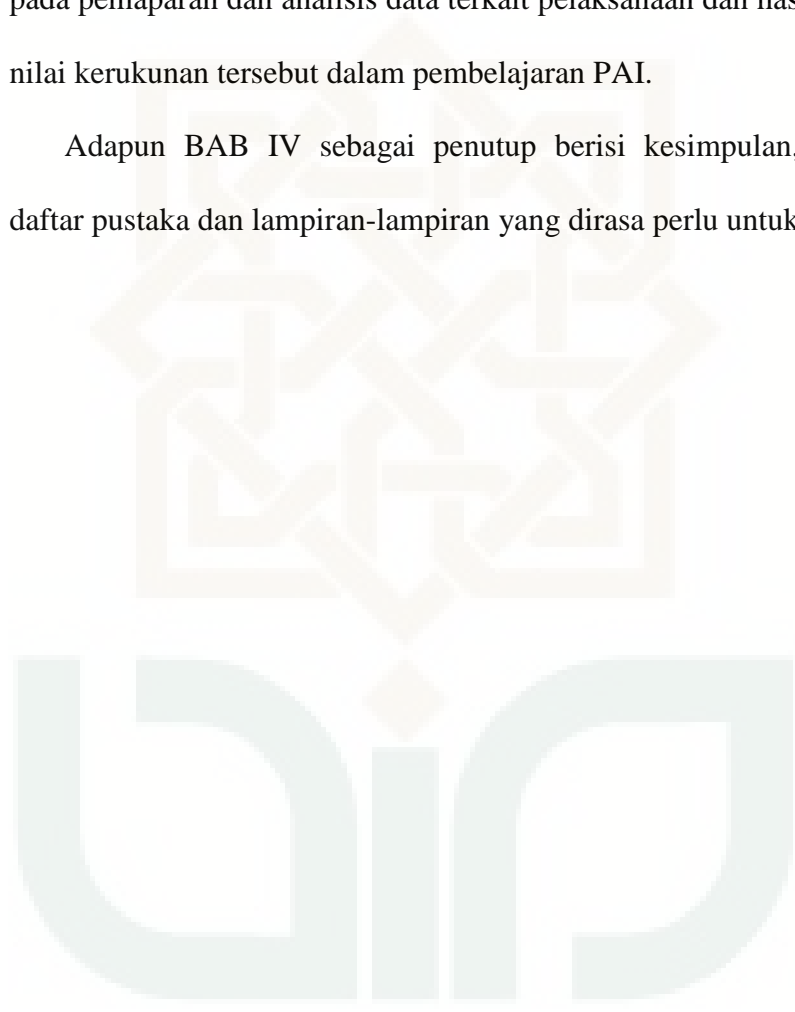 pada pemaparan dan analisis data terkait pelaksanaan dan has
nilai kerukunan tersebut dalam pembelajaran PAI.
Adapun BAB IV sebagai penutup berisi kesimpulan,
daftar pustaka dan lampiran-lampiran yang dirasa perlu untuk